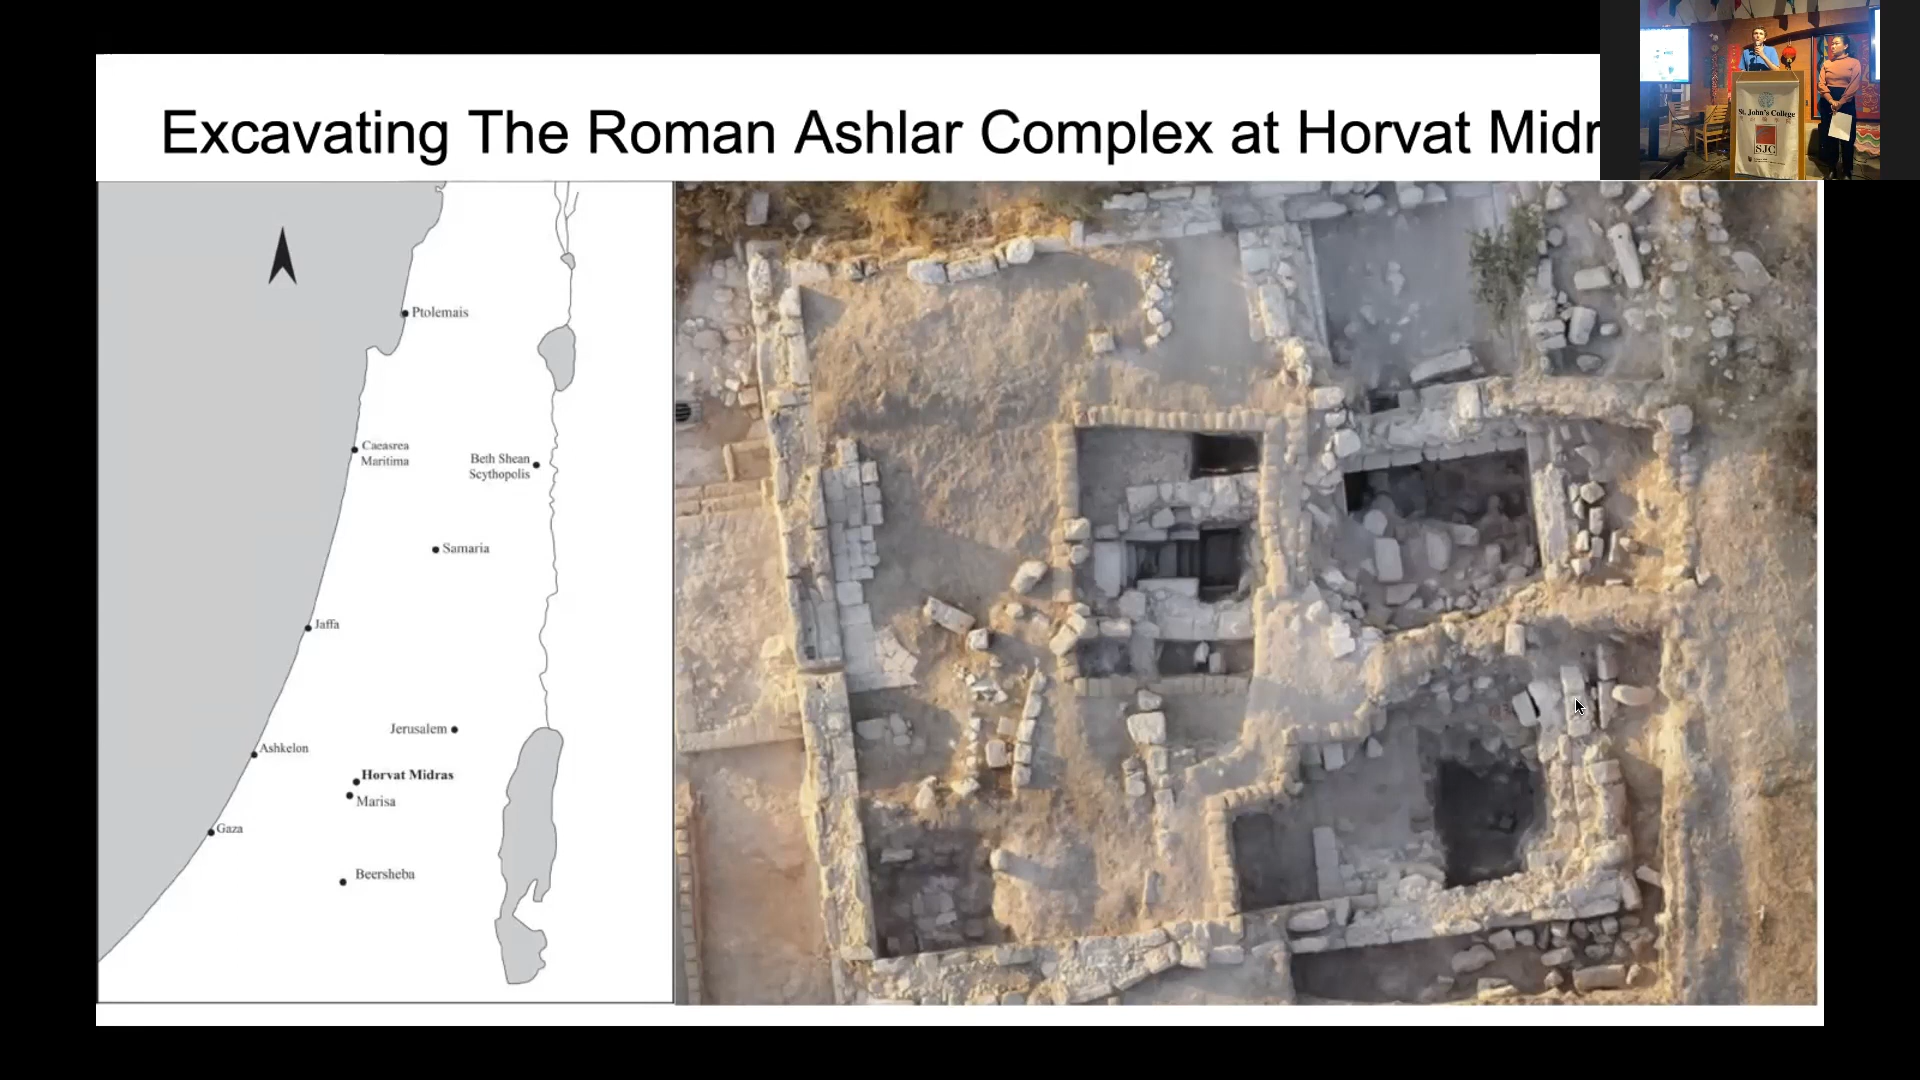 Excavating The Roman Ashlar Complex at Horvat Midr
St. John's College
SJC
Ptolemais
Caeasrea
Maritima
Beth Shean
Scythopolis
Samaria
Jaffa
Jerusalem
Ashkelon
Horvat Midras
Marisa
Gaza
Beersheba